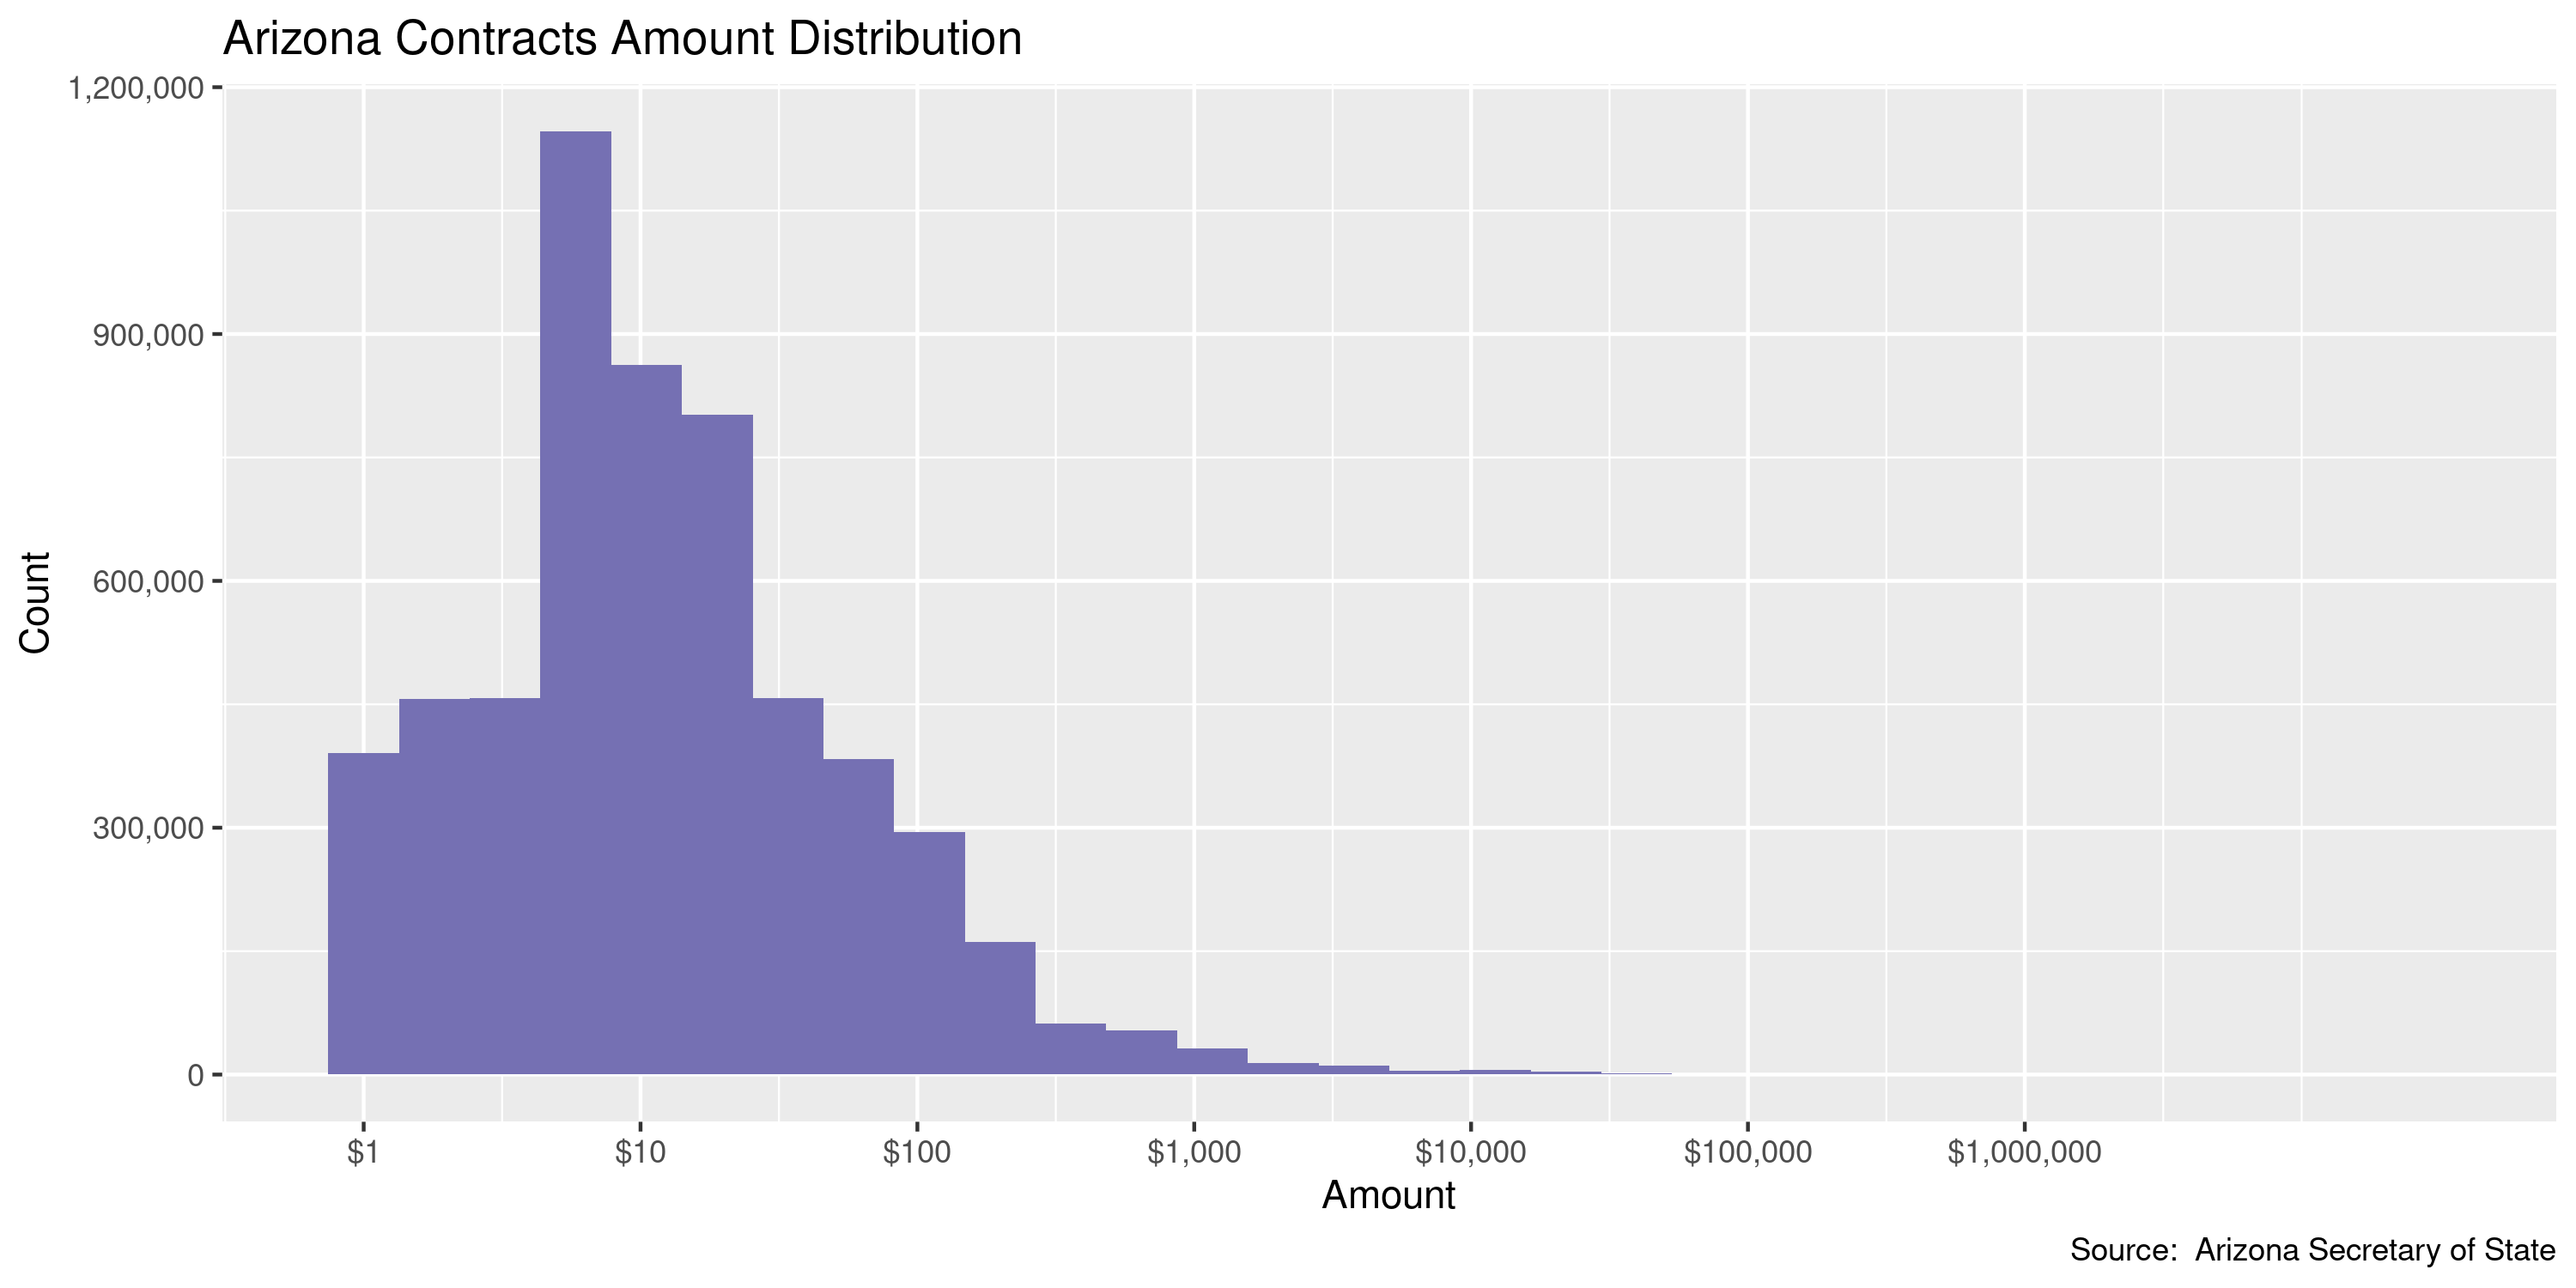 Arizona Contracts Amount Distribution
1,200,000
900,000
600,000
300,000
0
Count
$1 $10 $100 $1,000 $10,000 $100,000 $1,000,000
Amount
Source:  Arizona Secretary of State